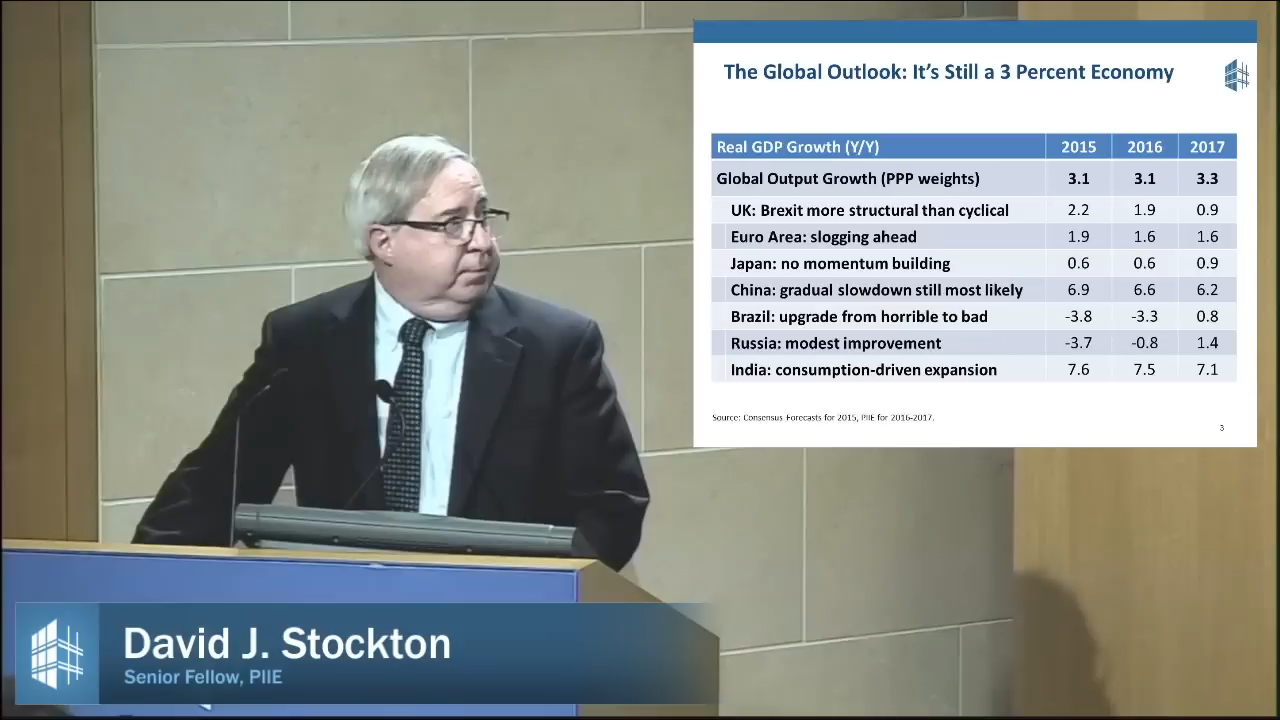 The Global Outlook: It's Still a 3 Percent Economy
Real GDP Growth (Y/Y) 2015 2016 2017
Global Output Growth (PPP weights) 3.1 3.1 3.3
UK: Brexit more structural than cyclical 2.2 1.9 0.9
Euro Area: slogging ahead 1.9 1.6 1.6
Japan: no momentum building 0.6 0.6 0.9
China: gradual slowdown still most likely 6.9 6.6 6.2
Brazil: upgrade from horrible to bad -3.8 -3.3 0.8
Russia: modest improvement -3.7 -0.8 1.4
India: consumption-driven expansion 7.6 7.5 7.1
Source: Consensus Forecasts for 2015, PIIE for 2016-2017.
3
David J. Stockton
Senior Fellow, PIIE